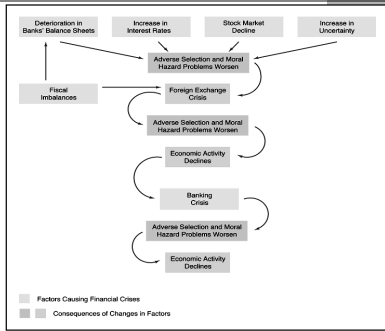 Deterioration in
Banks' Balance Sheets
Increase in
Interest Rates
Stock Market
Decline
Increase in
Uncertainty
Adverse Selection and Moral
Hazard Problems Worsen
Fiscal
Imbalances
Foreign Exchange
Crisis
Adverse Selection and Moral
Hazard Problems Worsen
Economic Activity
Declines
Banking
Crisis
Adverse Selection and Moral
Hazard Problems Worsen
Economic Activity
Declines
Factors Causing Financial Crises
Consequences of Changes in Factors